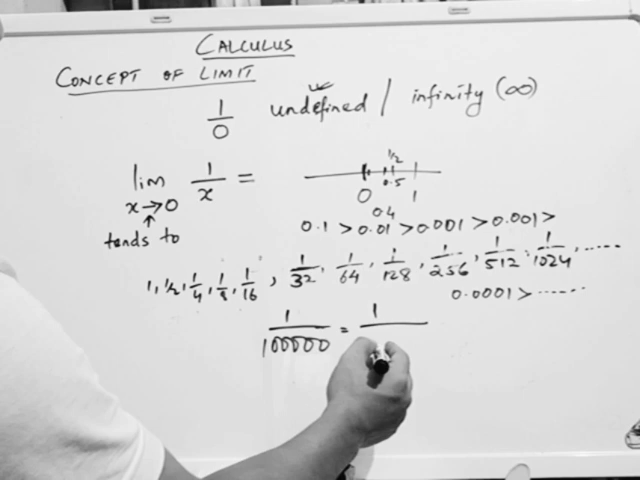 CALCULUS
CONCEPT OF LIMIT
1/0 undefined / infinity (∞)
lim x→0 1/x =
tends to
1/2
0.5
0 1
0.4
0.1 > 0.01 > 0.001 > 0.001 >
1, 1/2, 1/4, 1/8, 1/16, 1/32, 1/64, 1/128, 1/256, 1/512, 1/1024, .....
0.0001 > ......
1/100000 = 1/